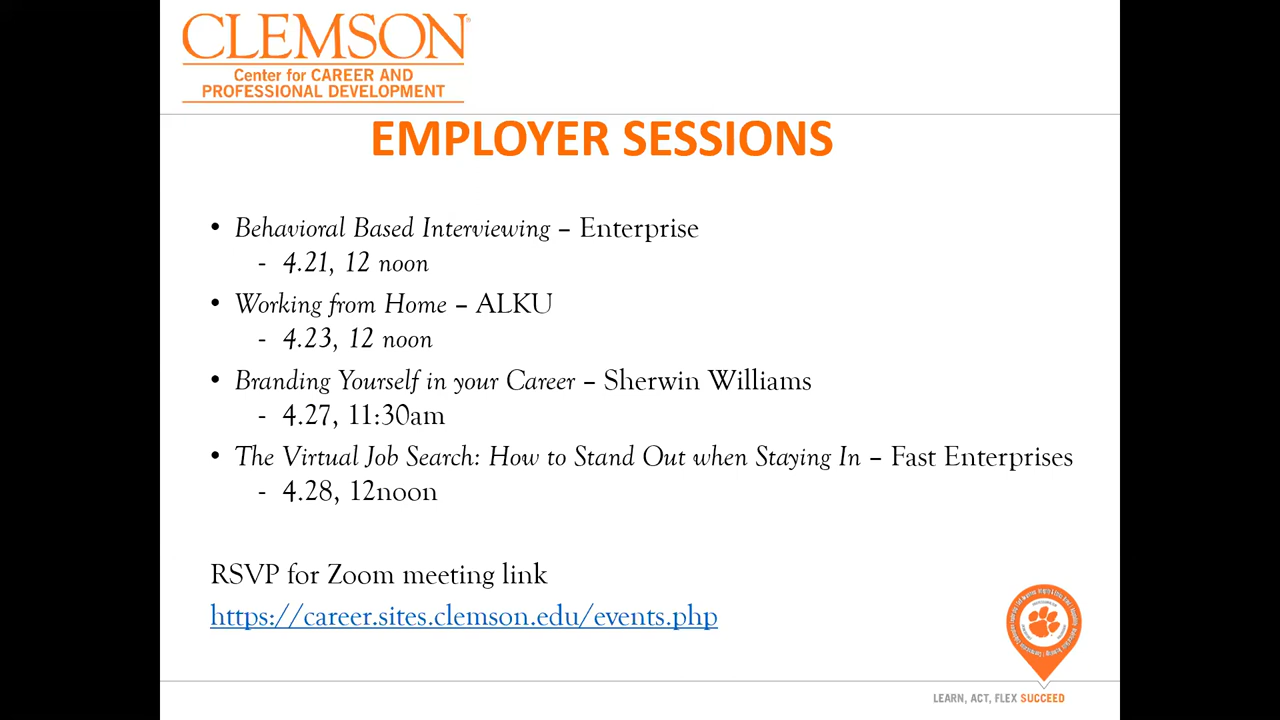 CLEMSON
Center for CAREER AND
PROFESSIONAL DEVELOPMENT
EMPLOYER SESSIONS
• Behavioral Based Interviewing – Enterprise
- 4.21, 12 noon
• Working from Home – ALKU
- 4.23, 12 noon
• Branding Yourself in your Career – Sherwin Williams
- 4.27, 11:30am
• The Virtual Job Search: How to Stand Out when Staying In – Fast Enterprises
- 4.28, 12noon
RSVP for Zoom meeting link
https://career.sites.clemson.edu/events.php
LEARN, ACT, FLEX SUCCEED